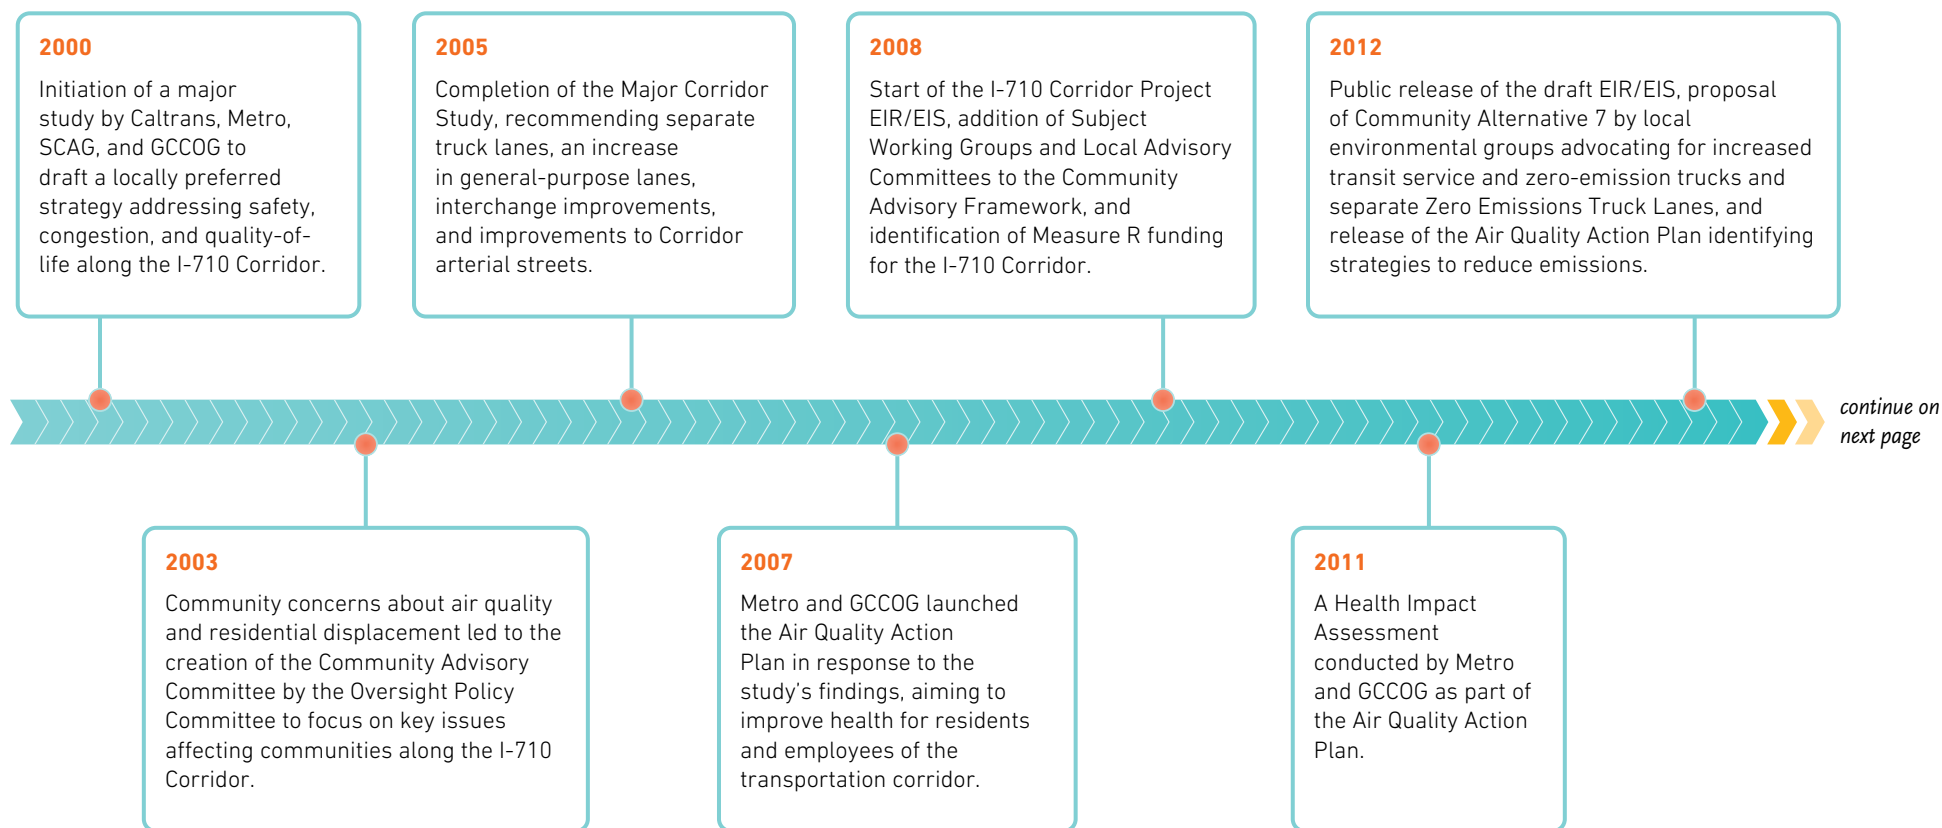 2000
Initiation of a major
study by Caltrans, Metro,
SCAG, and GCCOG to
draft a locally preferred
strategy addressing safety,
congestion, and quality-of-
life along the I-710 Corridor.
2005
Completion of the Major Corridor
Study, recommending separate
truck lanes, an increase
in general-purpose lanes,
interchange improvements,
and improvements to Corridor
arterial streets.
2008
Start of the I-710 Corridor Project
EIR/EIS, addition of Subject
Working Groups and Local Advisory
Committees to the Community
Advisory Framework, and
identification of Measure R funding
for the I-710 Corridor.
2012
Public release of the draft EIR/EIS, proposal
of Community Alternative 7 by local
environmental groups advocating for increased
transit service and zero-emission trucks and
separate Zero Emissions Truck Lanes, and
release of the Air Quality Action Plan identifying
strategies to reduce emissions.
continue on
next page
2003
Community concerns about air quality
and residential displacement led to the
creation of the Community Advisory
Committee by the Oversight Policy
Committee to focus on key issues
affecting communities along the I-710
Corridor.
2007
Metro and GCCOG launched
the Air Quality Action
Plan in response to the
study's findings, aiming to
improve health for residents
and employees of the
transportation corridor.
2011
A Health Impact
Assessment
conducted by Metro
and GCCOG as part of
the Air Quality Action
Plan.